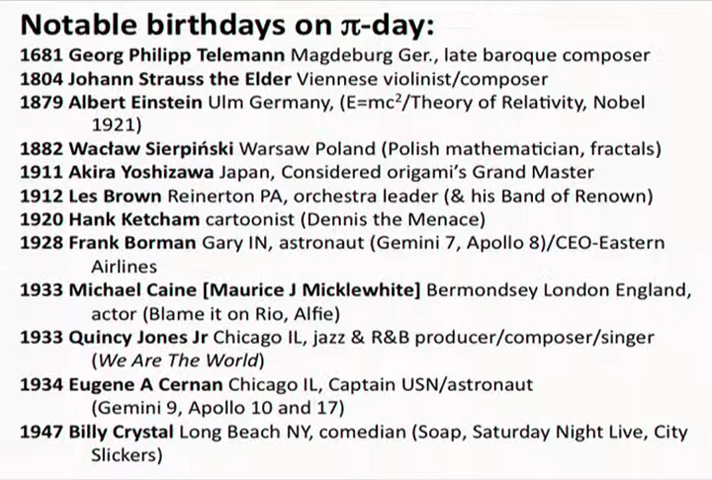 Notable birthdays on π-day:
1681 Georg Philipp Telemann Magdeburg Ger., late baroque composer
1804 Johann Strauss the Elder Viennese violinist/composer
1879 Albert Einstein Ulm Germany, (E=mc²/Theory of Relativity, Nobel
1921)
1882 Wacław Sierpiński Warsaw Poland (Polish mathematician, fractals)
1911 Akira Yoshizawa Japan, Considered origami's Grand Master
1912 Les Brown Reinerton PA, orchestra leader (& his Band of Renown)
1920 Hank Ketcham cartoonist (Dennis the Menace)
1928 Frank Borman Gary IN, astronaut (Gemini 7, Apollo 8)/CEO-Eastern
Airlines
1933 Michael Caine [Maurice J Micklewhite] Bermondsey London England,
actor (Blame it on Rio, Alfie)
1933 Quincy Jones Jr Chicago IL, jazz & R&B producer/composer/singer
(We Are The World)
1934 Eugene A Cernan Chicago IL, Captain USN/astronaut
(Gemini 9, Apollo 10 and 17)
1947 Billy Crystal Long Beach NY, comedian (Soap, Saturday Night Live, City
Slickers)